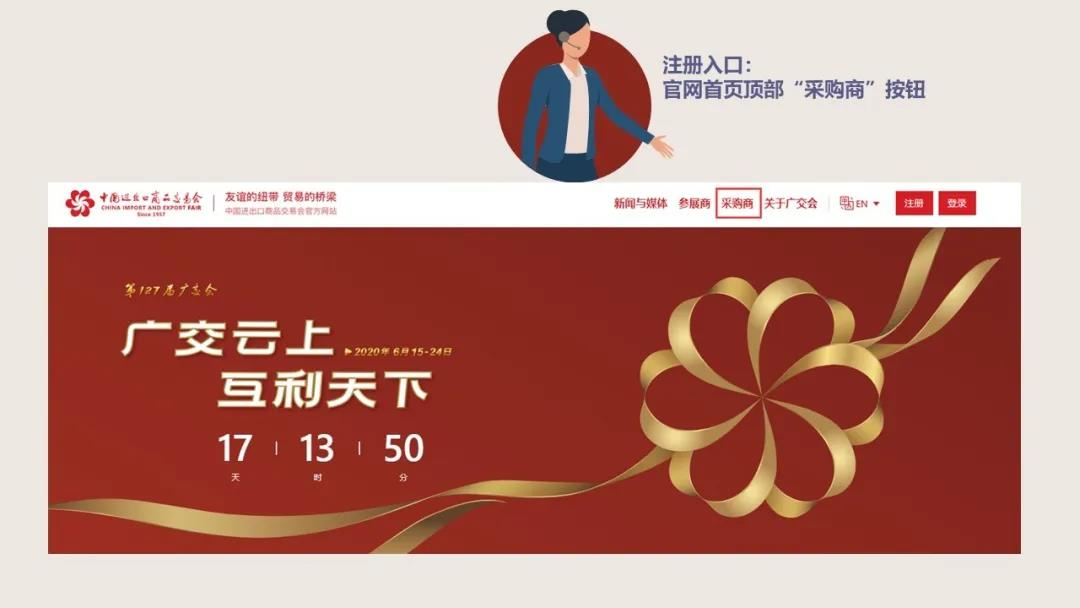 注册入口：
官网首页顶部“采购商”按钮
中国进出口商品交易会
CHINA IMPORT AND EXPORT FAIR
Since 1957
友谊的纽带 贸易的桥梁
中国进出口商品交易会官方网站
新闻与媒体 参展商 采购商 关于广交会 EN 注册 登录
第127届广交会
广交云上
▶2020年 6月15-24日
互利天下
17 13 50
天 时 分